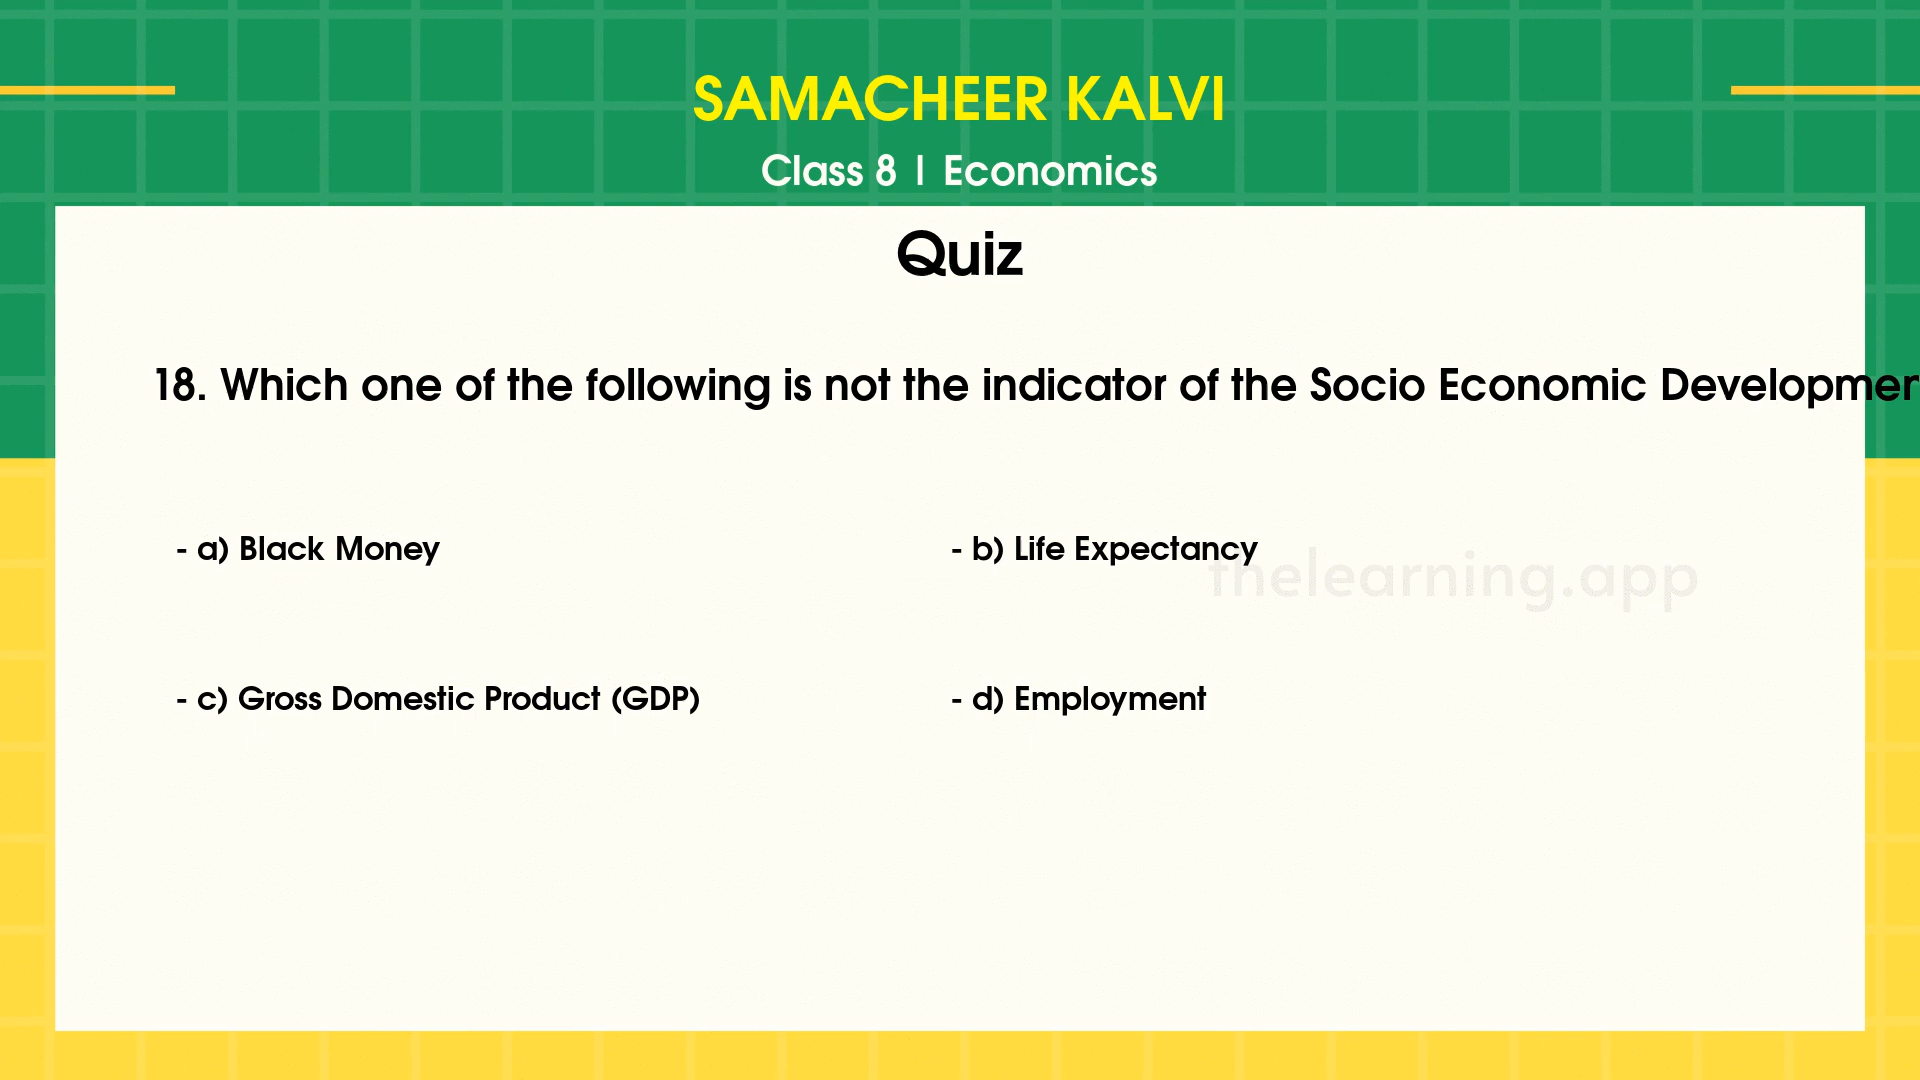 SAMACHEER KALVI
Class 8 | Economics
Quiz
18. Which one of the following is not the indicator of the Socio Economic
- a) Black Money
- b) Life Expectancy
thelearning.app
- c) Gross Domestic Product (GDP)
- d) Employment